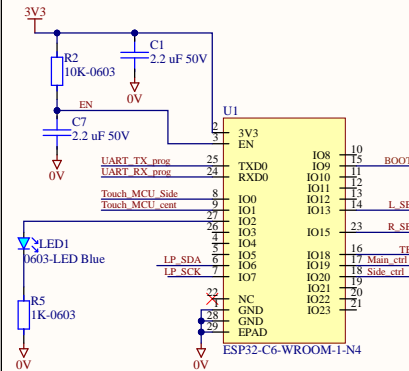 3V3
C1
2.2 uF 50V
R2
10K-0603
EN
C7
2.2 uF 50V
0V
0V
U1
2 3V3
3 EN
UART_TX_prog 25 TXD0
UART_RX_prog 24 RXD0
Touch_MCU_Side 8 IO0
Touch_MCU_cent 9 IO1
27 IO2
26 IO3
4 IO4
5 IO5
LP_SDA 6 IO6
LP_SCK 7 IO7
22 NC
1 GND
28 GND
29 EPAD
IO8 10
IO9 15 BOOT
IO10 11
IO11 12
IO12 13
IO13 14 L_SE
IO15 23 R_SE
IO18 16 TE
IO19 17 Main_ctrl
IO20 18 Side_ctrl
IO21 19
IO22 20
IO23 21
ESP32-C6-WROOM-1-N4
LED1
0603-LED Blue
R5
1K-0603
0V
0V